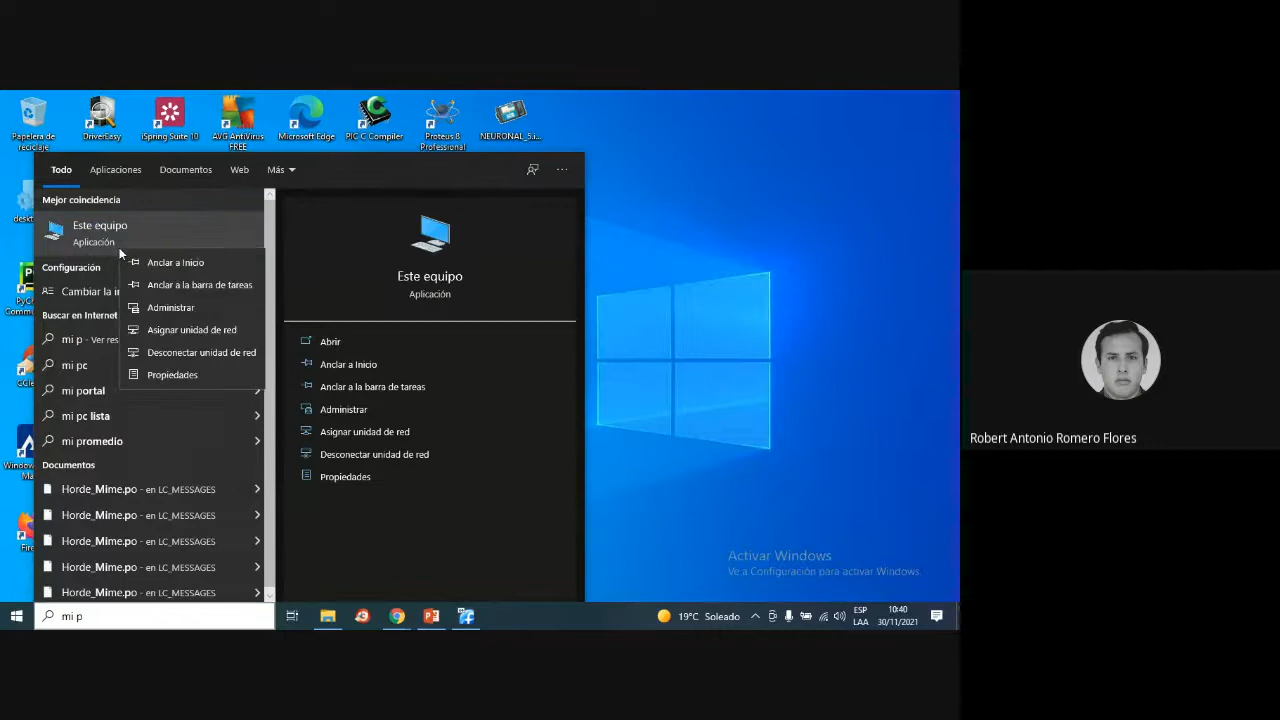 Papelera de
reciclaje
DriverEasy
iSpring Suite 10
AVG AntiVirus
FREE
Microsoft Edge
PIC C Compiler
Proteus 8
Professional
NEURONAL_5.i...
Todo
Aplicaciones
Documentos
Web
Más
Mejor coincidencia
Este equipo
Aplicación
Configuración
Cambiar la
Buscar en Internet
mi p - Ver
mi pc
mi portal
mi pc lista
mi promedio
Documentos
Horde_Mime.po - en LC_MESSAGES
Horde_Mime.po - en LC_MESSAGES
Horde_Mime.po - en LC_MESSAGES
Horde_Mime.po - en LC_MESSAGES
Horde_Mime.po - en LC_MESSAGES
Anclar a Inicio
Anclar a la barra de tareas
Administrar
Asignar unidad de red
Desconectar unidad de red
Propiedades
Este equipo
Aplicación
Abrir
Anclar a Inicio
Anclar a la barra de tareas
Administrar
Asignar unidad de red
Desconectar unidad de red
Propiedades
Activar Windows
Ve a Configuración para activar Windows.
mi p
19°C Soleado
ESP
LAA
10:40
30/11/2021
Robert Antonio Romero Flores